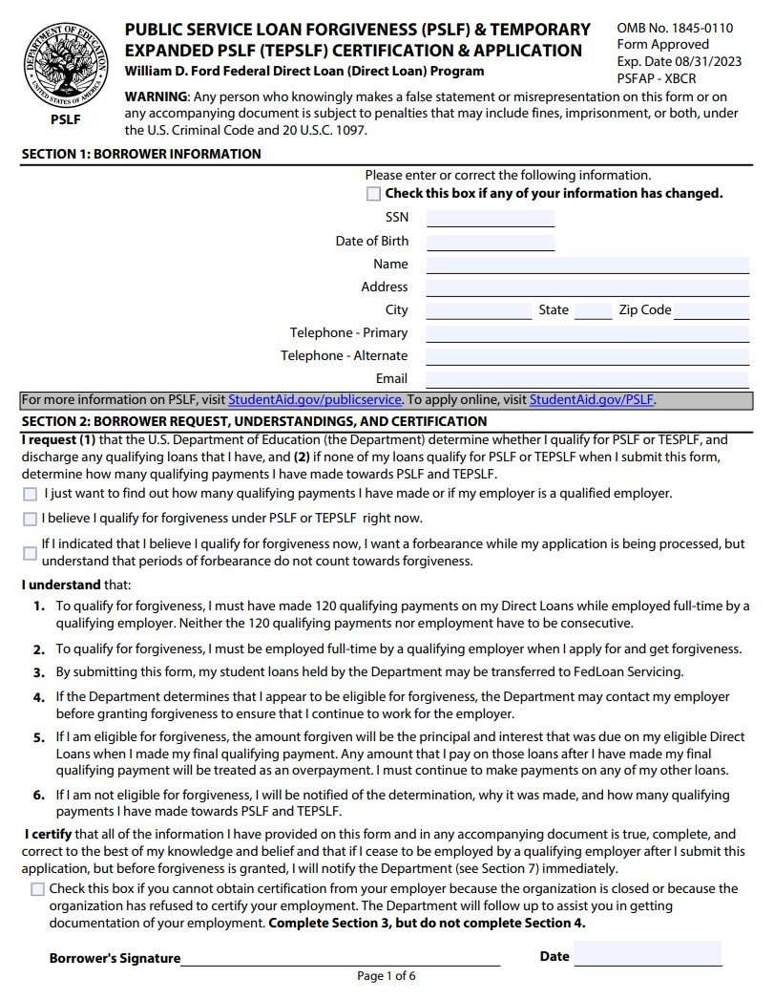 DEPARTMENT OF EDUCATION
UNITED STATES OF AMERICA
PSLF
PUBLIC SERVICE LOAN FORGIVENESS (PSLF) & TEMPORARY
EXPANDED PSLF (TEPSLF) CERTIFICATION & APPLICATION
William D. Ford Federal Direct Loan (Direct Loan) Program
OMB No. 1845-0110
Form Approved
Exp. Date 08/31/2023
PSFAP - XBCR
WARNING: Any person who knowingly makes a false statement or misrepresentation on this form or on
any accompanying document is subject to penalties that may include fines, imprisonment, or both, under
the U.S. Criminal Code and 20 U.S.C. 1097.
SECTION 1: BORROWER INFORMATION
Please enter or correct the following information.
Check this box if any of your information has changed.
SSN
Date of Birth
Name
Address
City State Zip Code
Telephone - Primary
Telephone - Alternate
Email
For more information on PSLF, visit StudentAid.gov/publicservice. To apply online, visit StudentAid.gov/PSLF.
SECTION 2: BORROWER REQUEST, UNDERSTANDINGS, AND CERTIFICATION
I request (1) that the U.S. Department of Education (the Department) determine whether I qualify for PSLF or TESPLF, and
discharge any qualifying loans that I have, and (2) if none of my loans qualify for PSLF or TEPSLF when I submit this form,
determine how many qualifying payments I have made towards PSLF and TEPSLF.
I just want to find out how many qualifying payments I have made or if my employer is a qualified employer.
I believe I qualify for forgiveness under PSLF or TEPSLF right now.
If I indicated that I believe I qualify for forgiveness now, I want a forbearance while my application is being processed, but
understand that periods of forbearance do not count towards forgiveness.
I understand that:
1. To qualify for forgiveness, I must have made 120 qualifying payments on my Direct Loans while employed full-time by a
qualifying employer. Neither the 120 qualifying payments nor employment have to be consecutive.
2. To qualify for forgiveness, I must be employed full-time by a qualifying employer when I apply for and get forgiveness.
3. By submitting this form, my student loans held by the Department may be transferred to FedLoan Servicing.
4. If the Department determines that I appear to be eligible for forgiveness, the Department may contact my employer
before granting forgiveness to ensure that I continue to work for the employer.
5. If I am eligible for forgiveness, the amount forgiven will be the principal and interest that was due on my eligible Direct
Loans when I made my final qualifying payment. Any amount that I pay on those loans after I have made my final
qualifying payment will be treated as an overpayment. I must continue to make payments on any of my other loans.
6. If I am not eligible for forgiveness, I will be notified of the determination, why it was made, and how many qualifying
payments I have made towards PSLF and TEPSLF.
I certify that all of the information I have provided on this form and in any accompanying document is true, complete, and
correct to the best of my knowledge and belief and that if I cease to be employed by a qualifying employer after I submit this
application, but before forgiveness is granted, I will notify the Department (see Section 7) immediately.
Check this box if you cannot obtain certification from your employer because the organization is closed or because the
organization has refused to certify your employment. The Department will follow up to assist you in getting
documentation of your employment. Complete Section 3, but do not complete Section 4.
Borrower's Signature Date
Page 1 of 6